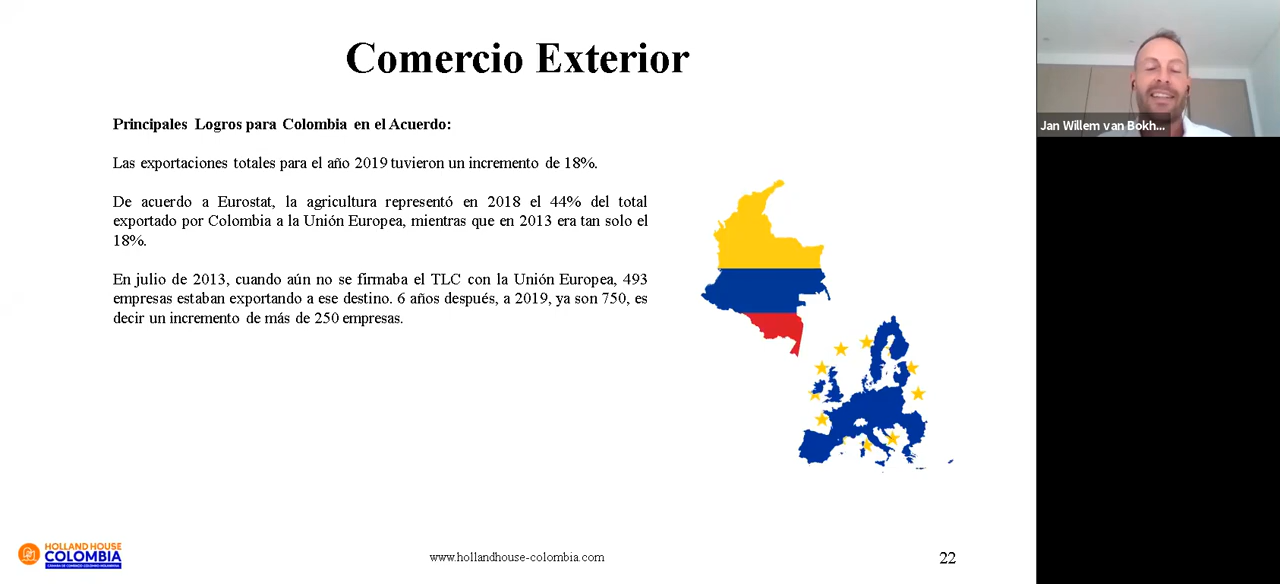 Comercio Exterior
Principales Logros para Colombia en el Acuerdo:
Las exportaciones totales para el año 2019 tuvieron un incremento de 18%.
De acuerdo a Eurostat, la agricultura representó en 2018 el 44% del total
exportado por Colombia a la Unión Europea, mientras que en 2013 era tan solo el
18%.
En julio de 2013, cuando aún no se firmaba el TLC con la Unión Europea, 493
empresas estaban exportando a ese destino. 6 años después, a 2019, ya son 750, es
decir un incremento de más de 250 empresas.
Jan Willem van Bokh...
HOLLAND HOUSE
COLOMBIA
CÁMARA DE COMERCIO COLOMBO-HOLANDESA
www.hollandhouse-colombia.com
22